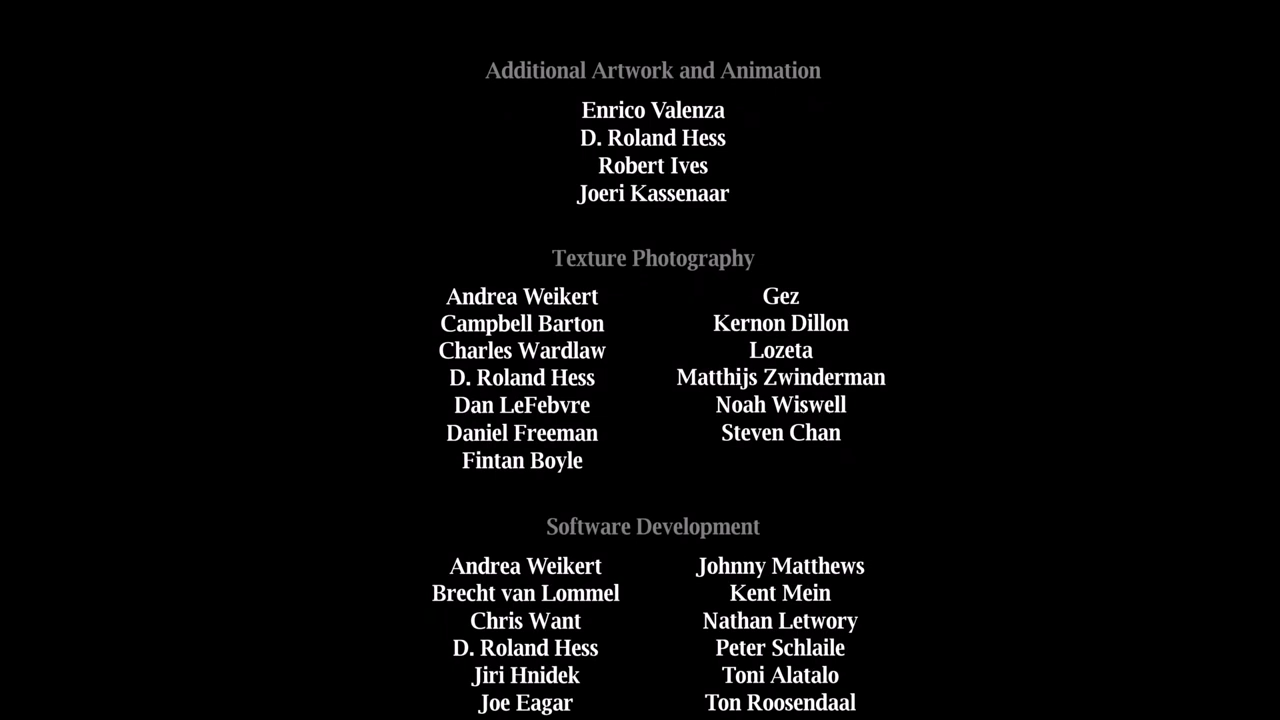 Additional Artwork and Animation
Enrico Valenza
D. Roland Hess
Robert Ives
Joeri Kassenaar
Texture Photography
Andrea Weikert
Campbell Barton
Charles Wardlaw
D. Roland Hess
Dan LeFebvre
Daniel Freeman
Fintan Boyle
Gez
Kernon Dillon
Lozeta
Matthijs Zwinderman
Noah Wiswell
Steven Chan
Software Development
Andrea Weikert
Brecht van Lommel
Chris Want
D. Roland Hess
Jiri Hnidek
Joe Eagar
Johnny Matthews
Kent Mein
Nathan Letwory
Peter Schlaile
Toni Alatalo
Ton Roosendaal